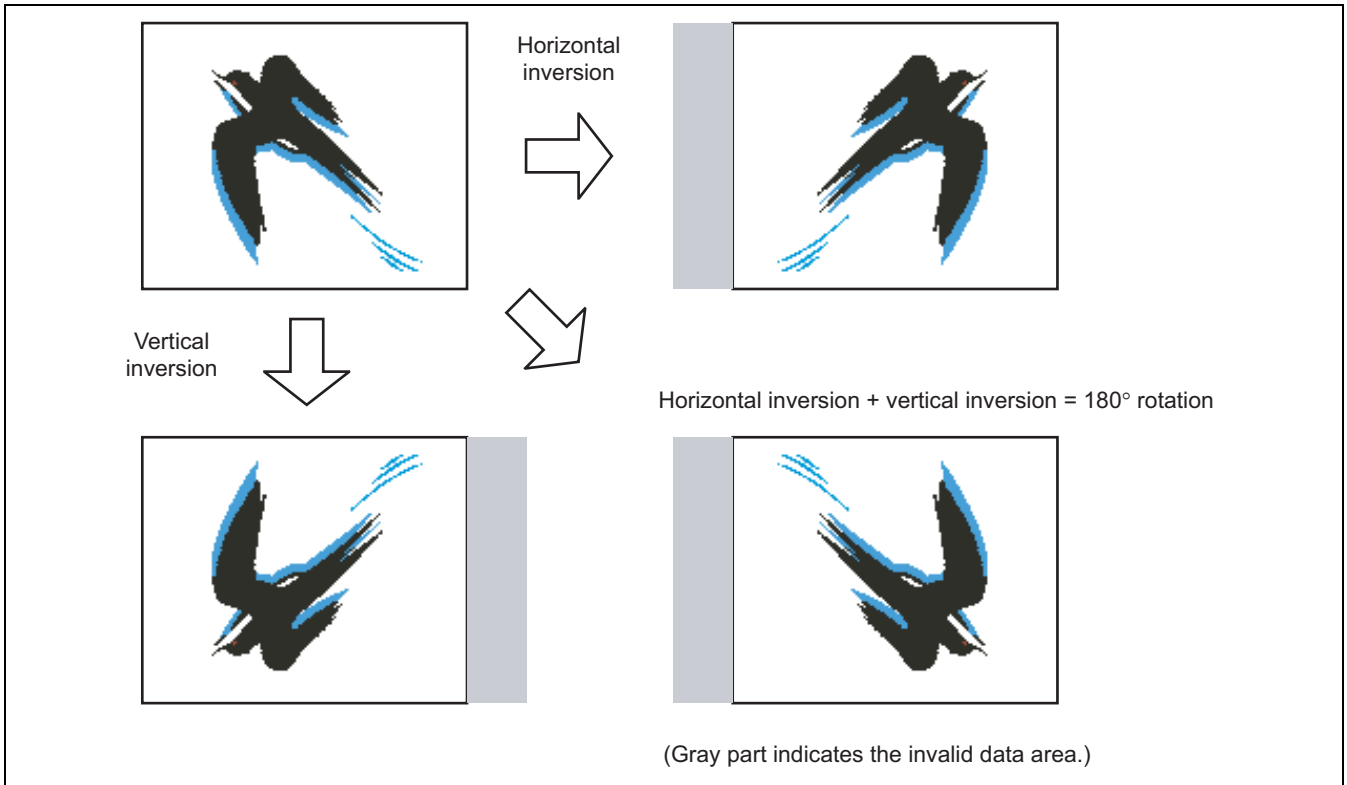 Horizontal
inversion
Vertical
inversion
Horizontal inversion + vertical inversion = 180° rotation
(Gray part indicates the invalid data area.)